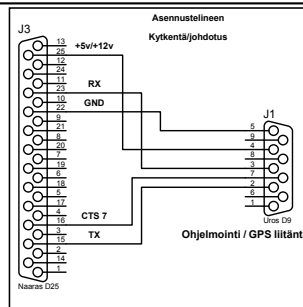 Asennustelineen
Kytkentä/johdotus
J3
13 +5v/+12v
25
12
24
11 RX
23
10 GND
22
9
21
8
20
7
19
6
18
5
17
4 CTS 7
16
3 TX
15
2
14
1
Naaras D25
J1
5
9
4
8
3
7
2
6
1
Uros D9
Ohjelmointi / GPS liitänt